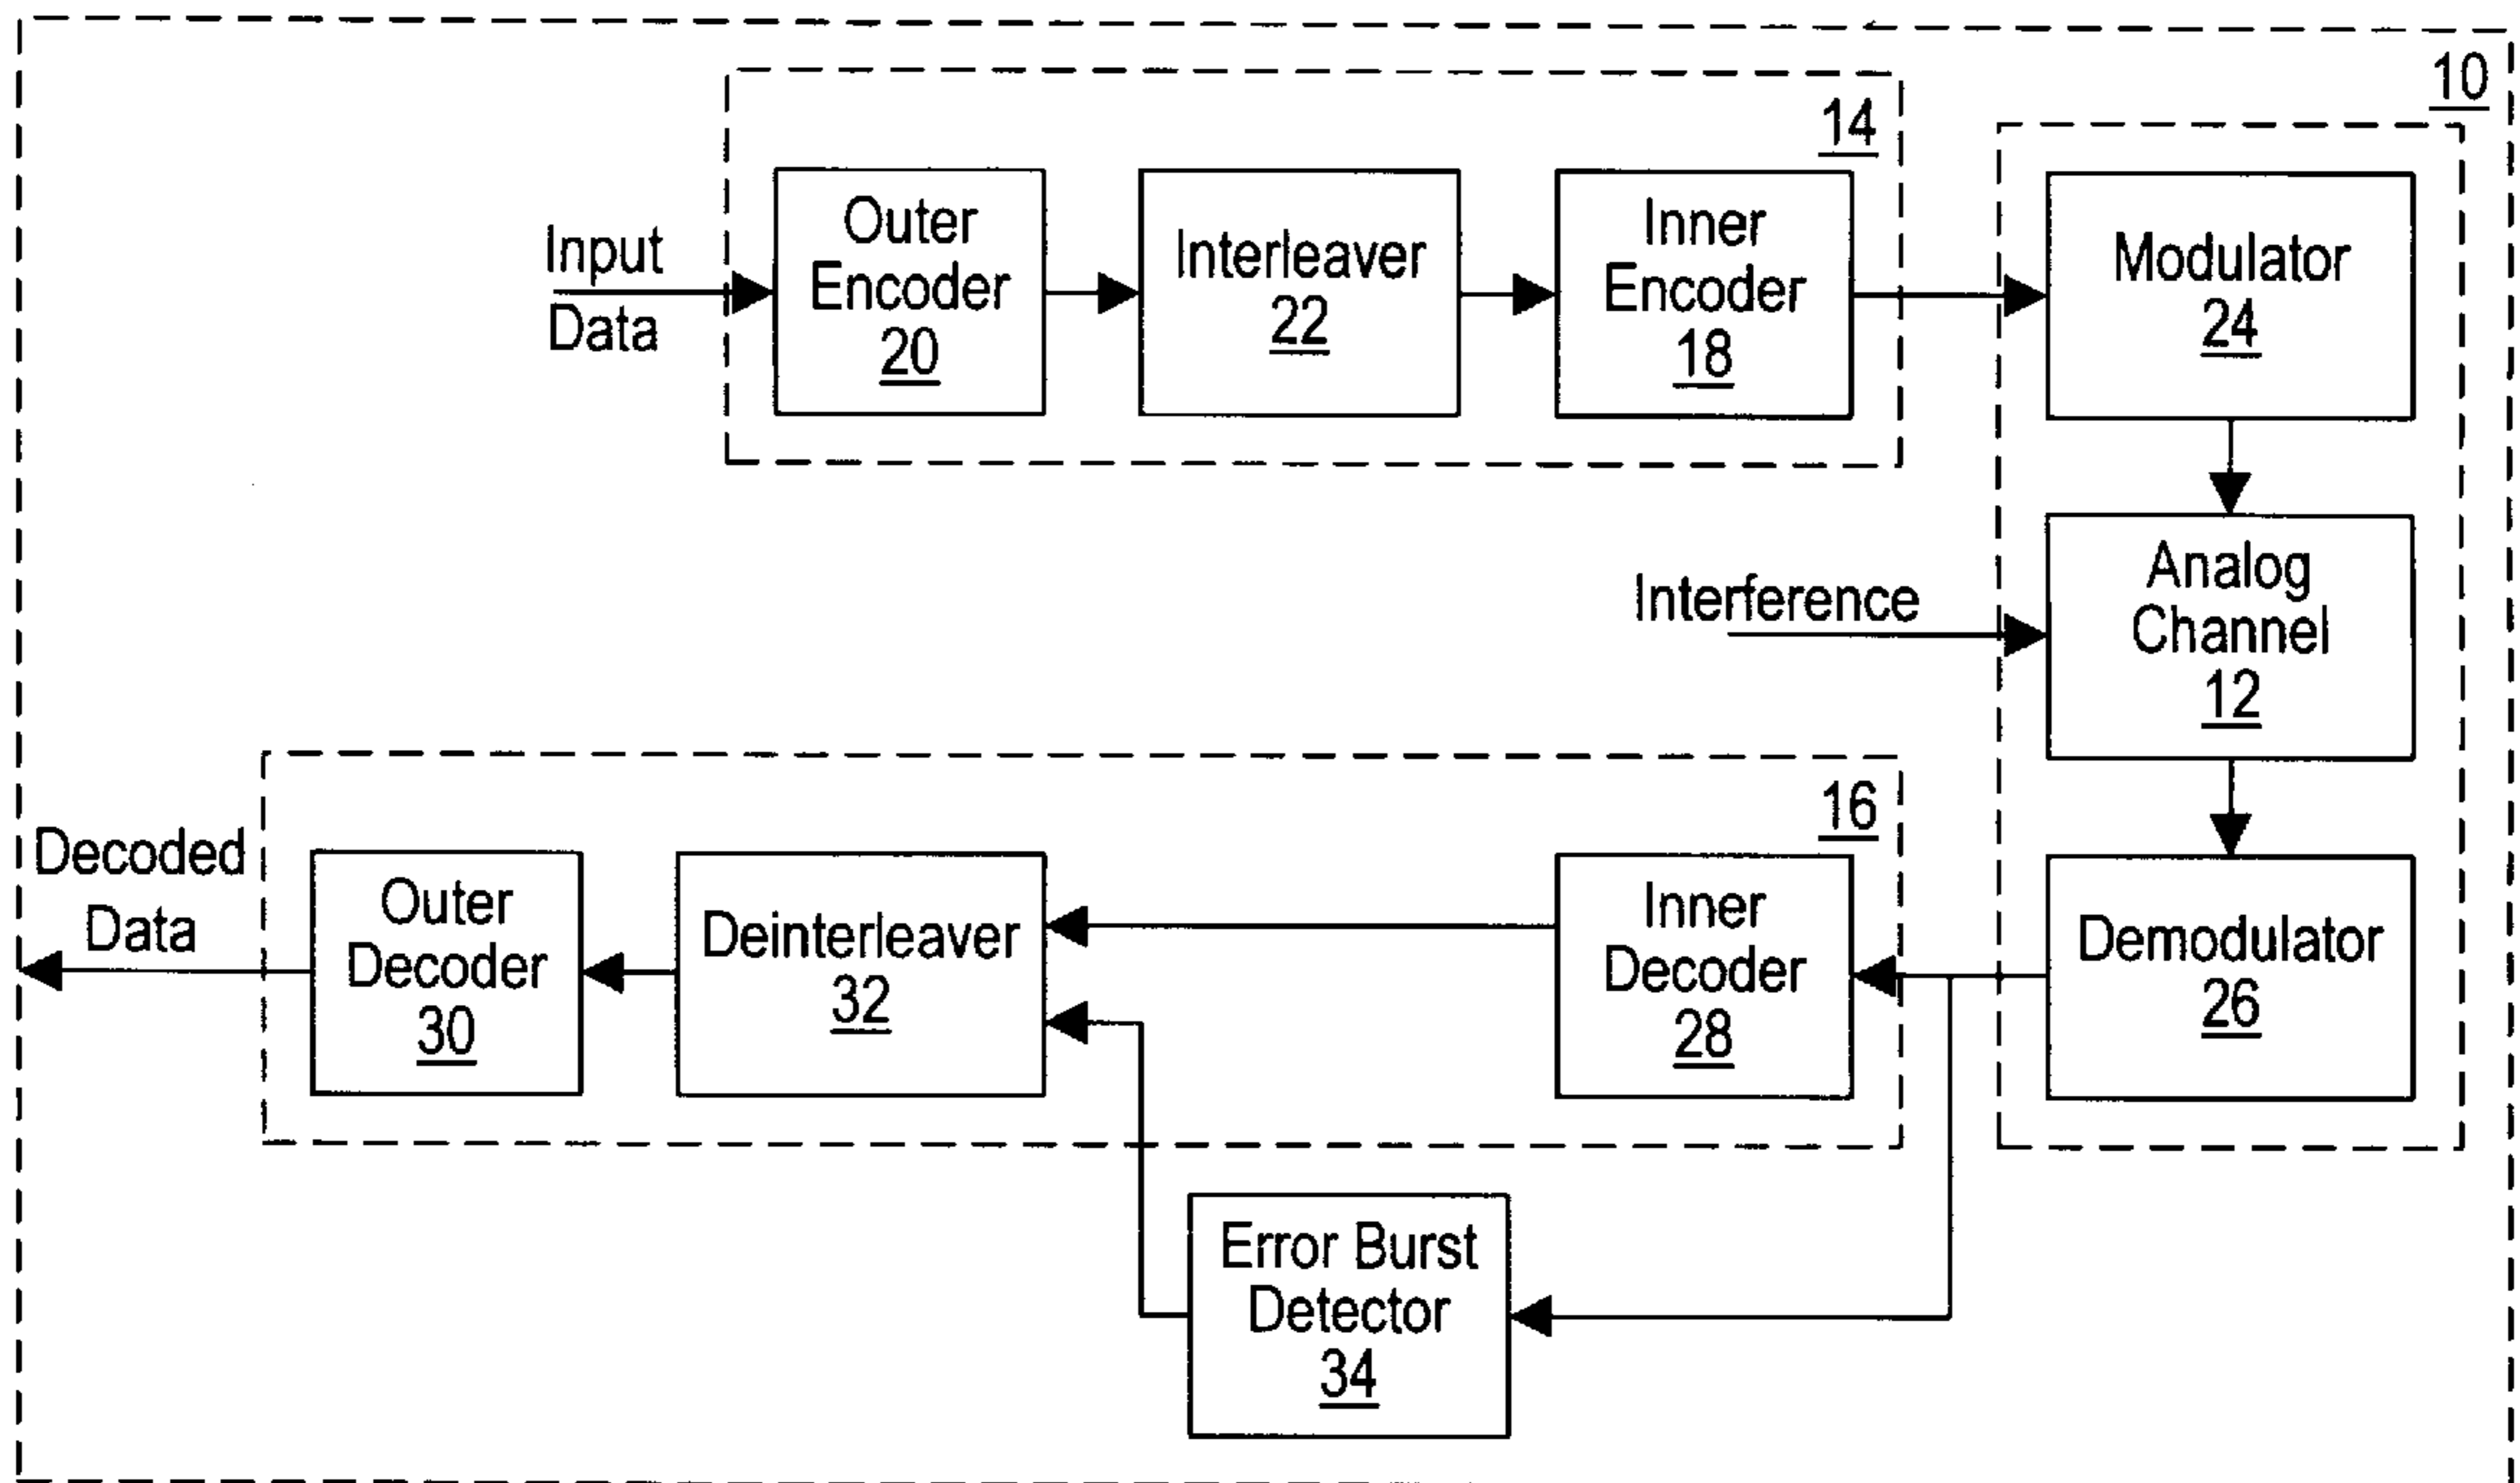 10
14
Input
Data
Outer
Encoder
20
Interleaver
22
Inner
Encoder
18
Modulator
24
Interference
Analog
Channel
12
16
Decoded
Data
Outer
Decoder
30
Deinterleaver
32
Inner
Decoder
28
Demodulator
26
Error Burst
Detector
34